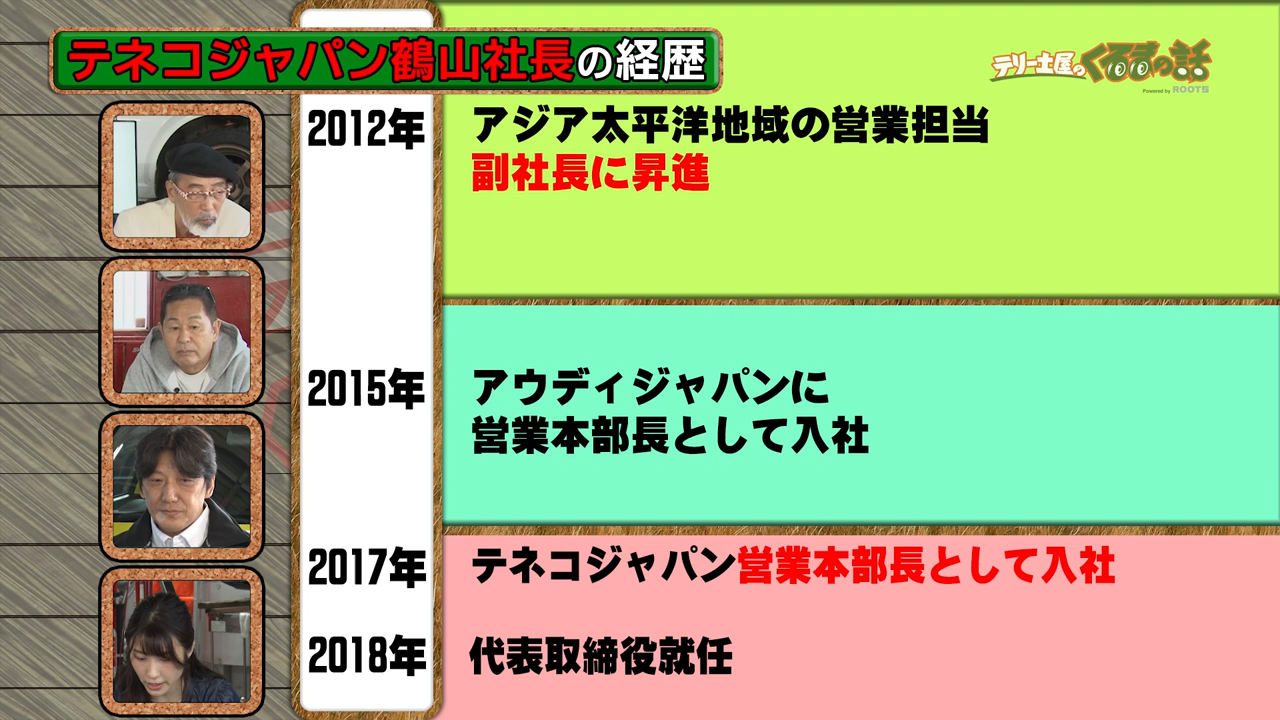 テネコジャパン鶴山社長の経歴
テリー土屋のくるまの話
Powered by ROOTS
2012年
アジア太平洋地域の営業担当
副社長に昇進
2015年
アウディジャパンに
営業本部長として入社
2017年
テネコジャパン営業本部長として入社
2018年
代表取締役就任